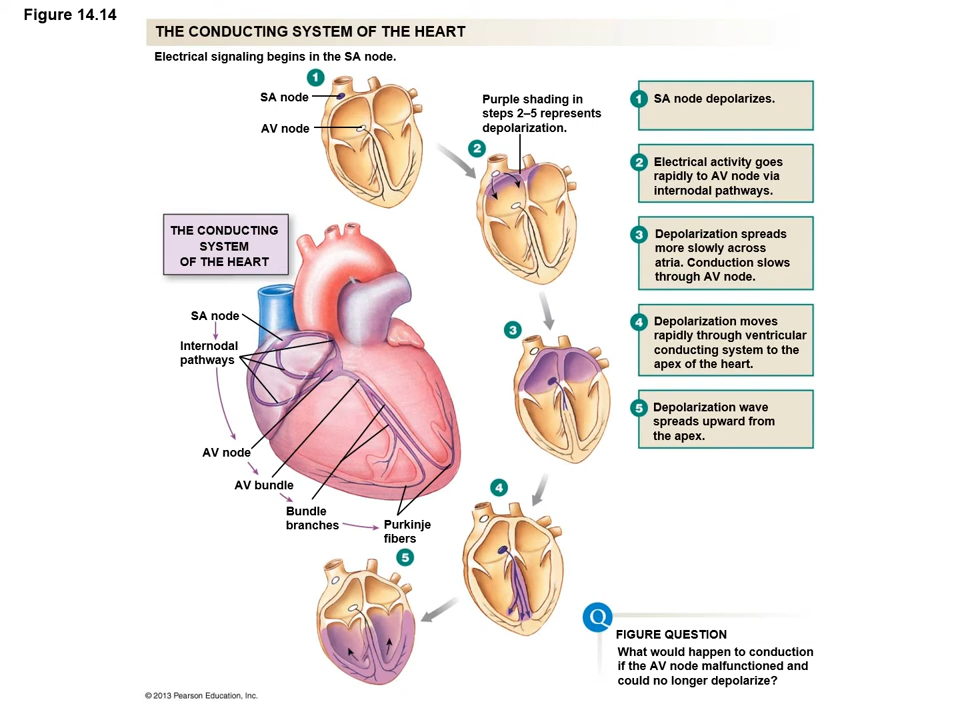 Figure 14.14
THE CONDUCTING SYSTEM OF THE HEART
Electrical signaling begins in the SA node.
1
SA node
AV node
Purple shading in
steps 2–5 represents
depolarization.
2
THE CONDUCTING
SYSTEM
OF THE HEART
SA node
Internodal
pathways
AV node
AV bundle
Bundle
branches
Purkinje
fibers
3
4
5
1 SA node depolarizes.
2 Electrical activity goes
rapidly to AV node via
internodal pathways.
3 Depolarization spreads
more slowly across
atria. Conduction slows
through AV node.
4 Depolarization moves
rapidly through ventricular
conducting system to the
apex of the heart.
5 Depolarization wave
spreads upward from
the apex.
Q
FIGURE QUESTION
What would happen to conduction
if the AV node malfunctioned and
could no longer depolarize?
© 2013 Pearson Education, Inc.